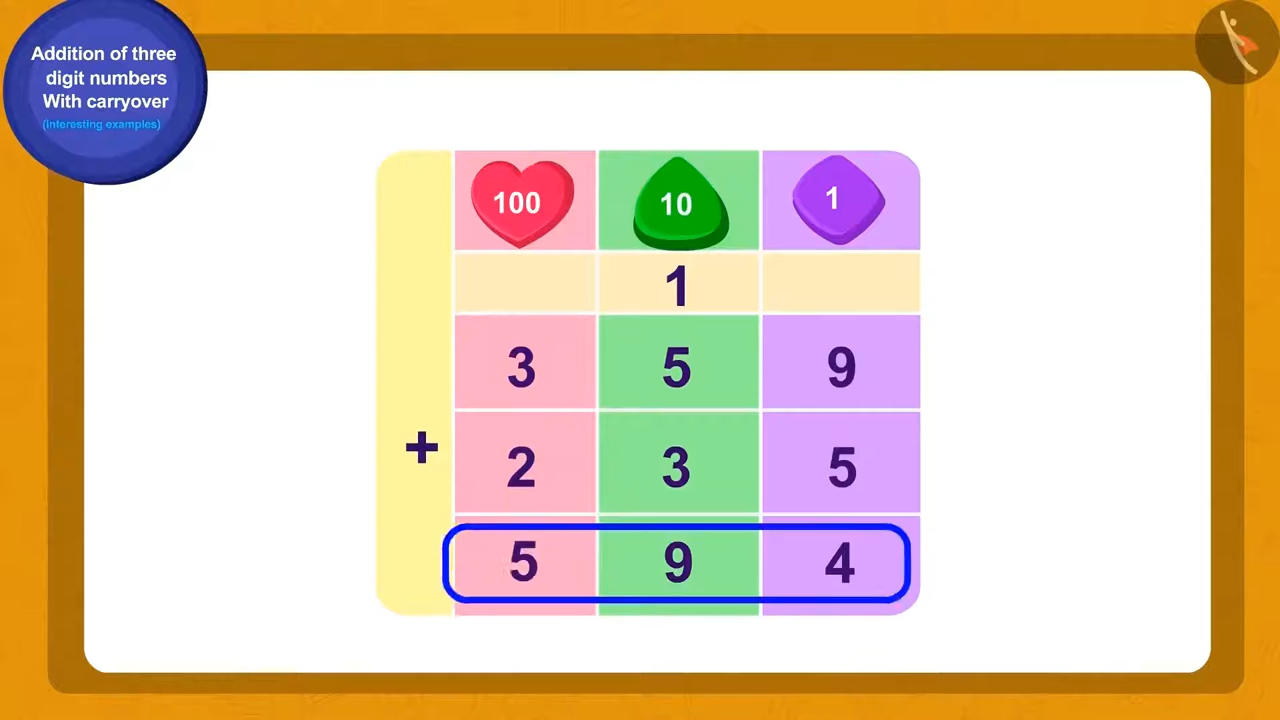 Addition of three
digit numbers
With carryover
(Interesting examples)
100 10 1
1
3 5 9
+ 2 3 5
5 9 4